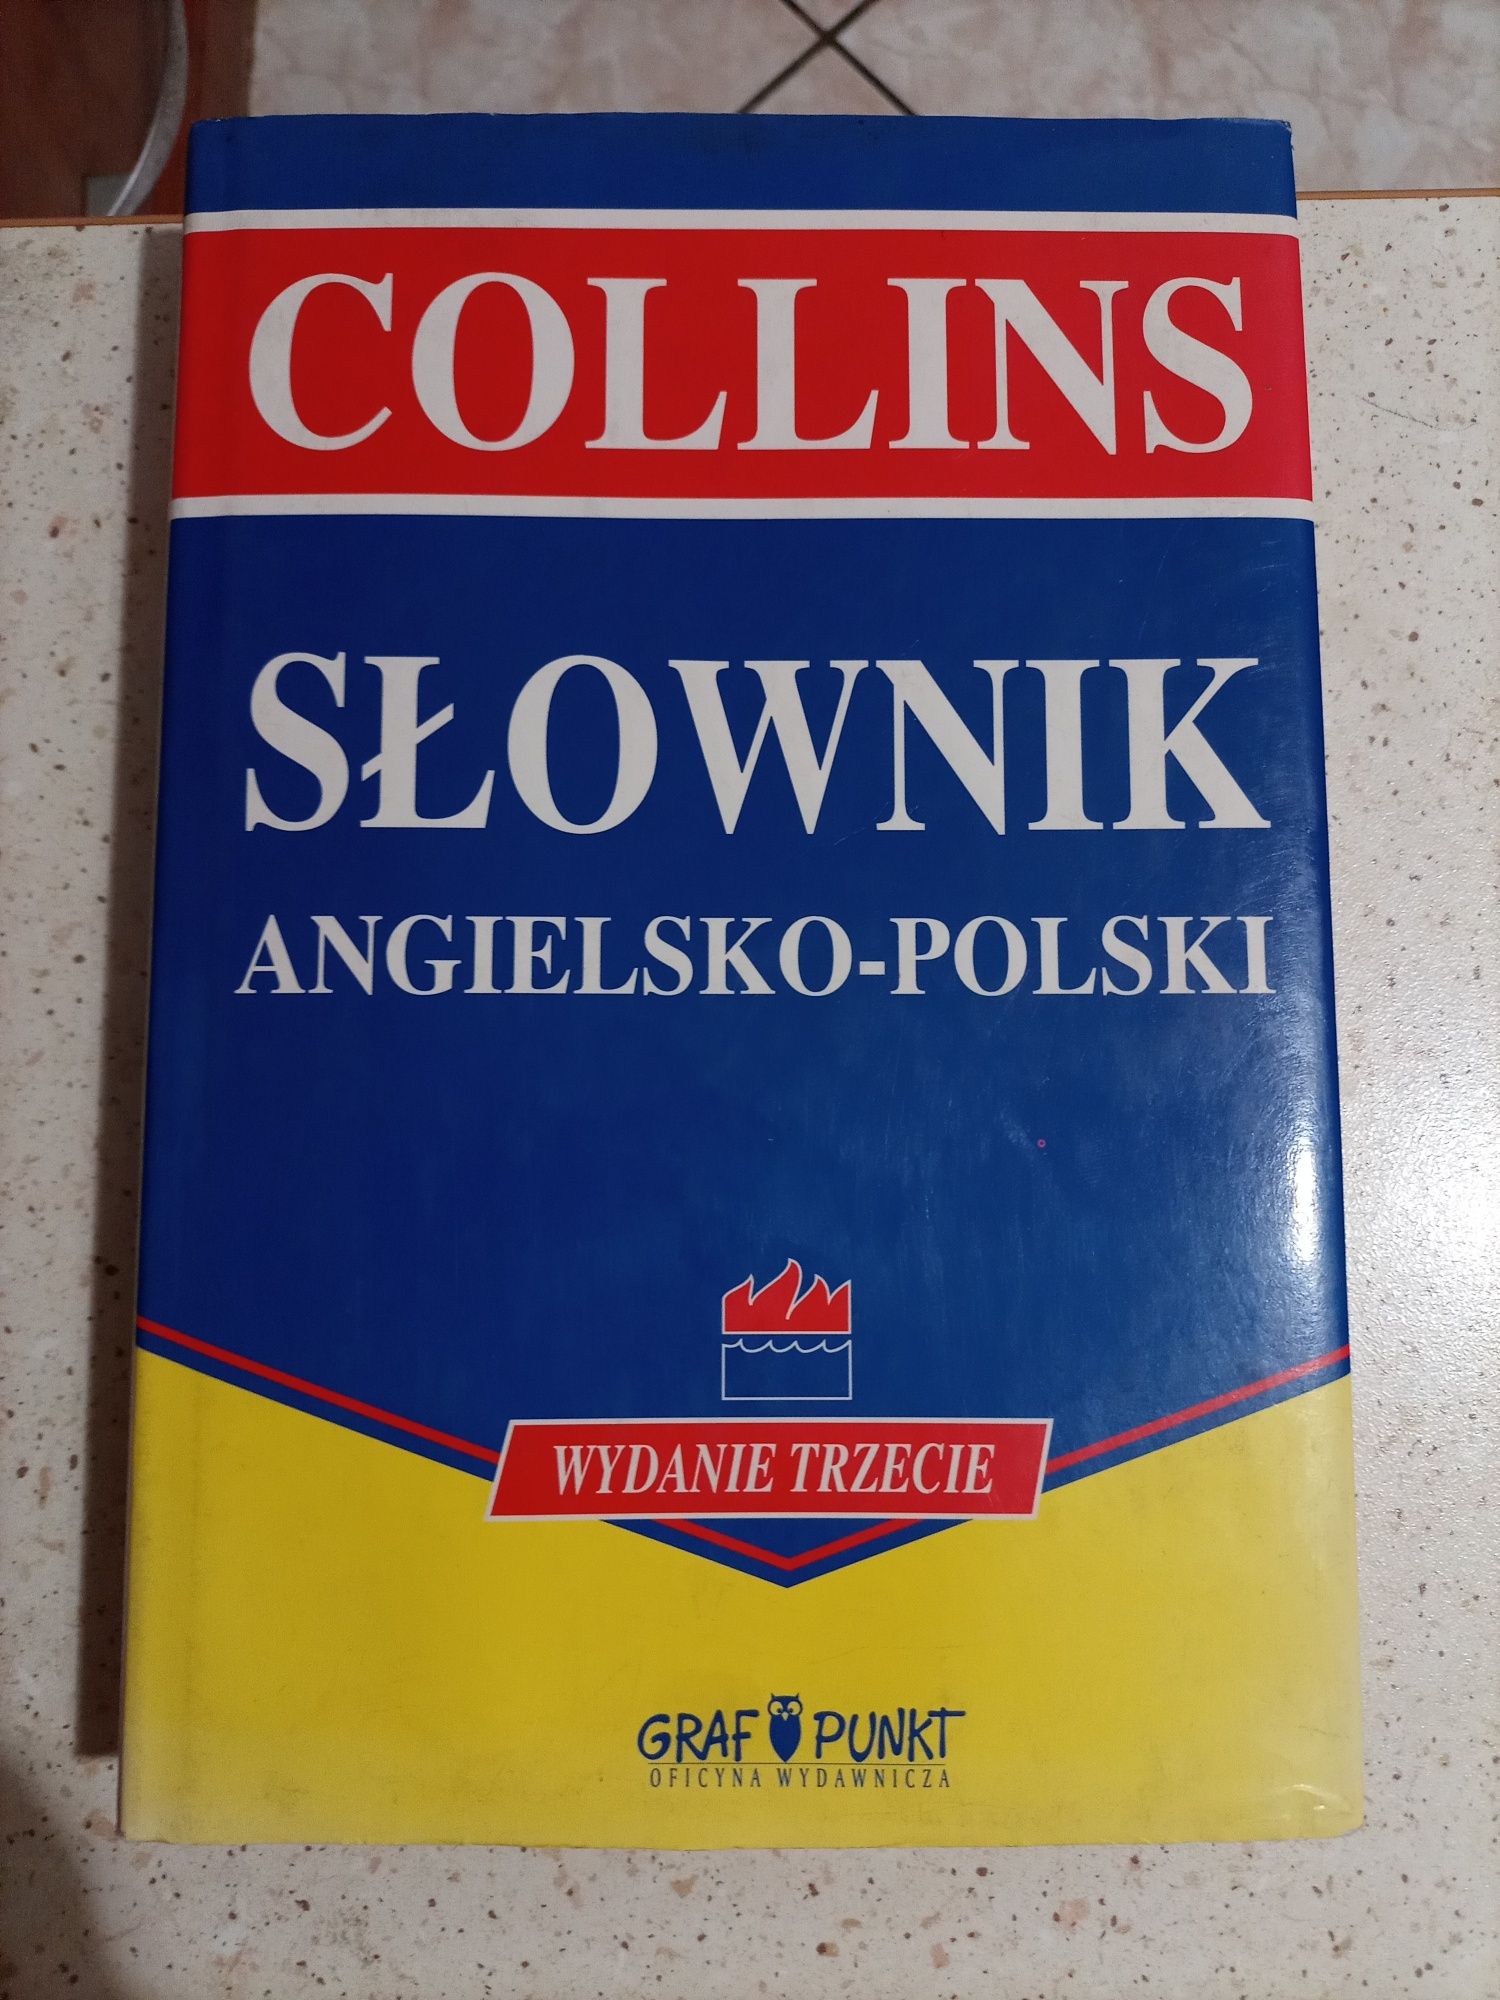 COLLINS
SŁOWNIK
ANGIELSKO-POLSKI
WYDANIE TRZECIE
GRAF PUNKT
OFICYNA WYDAWNICZA